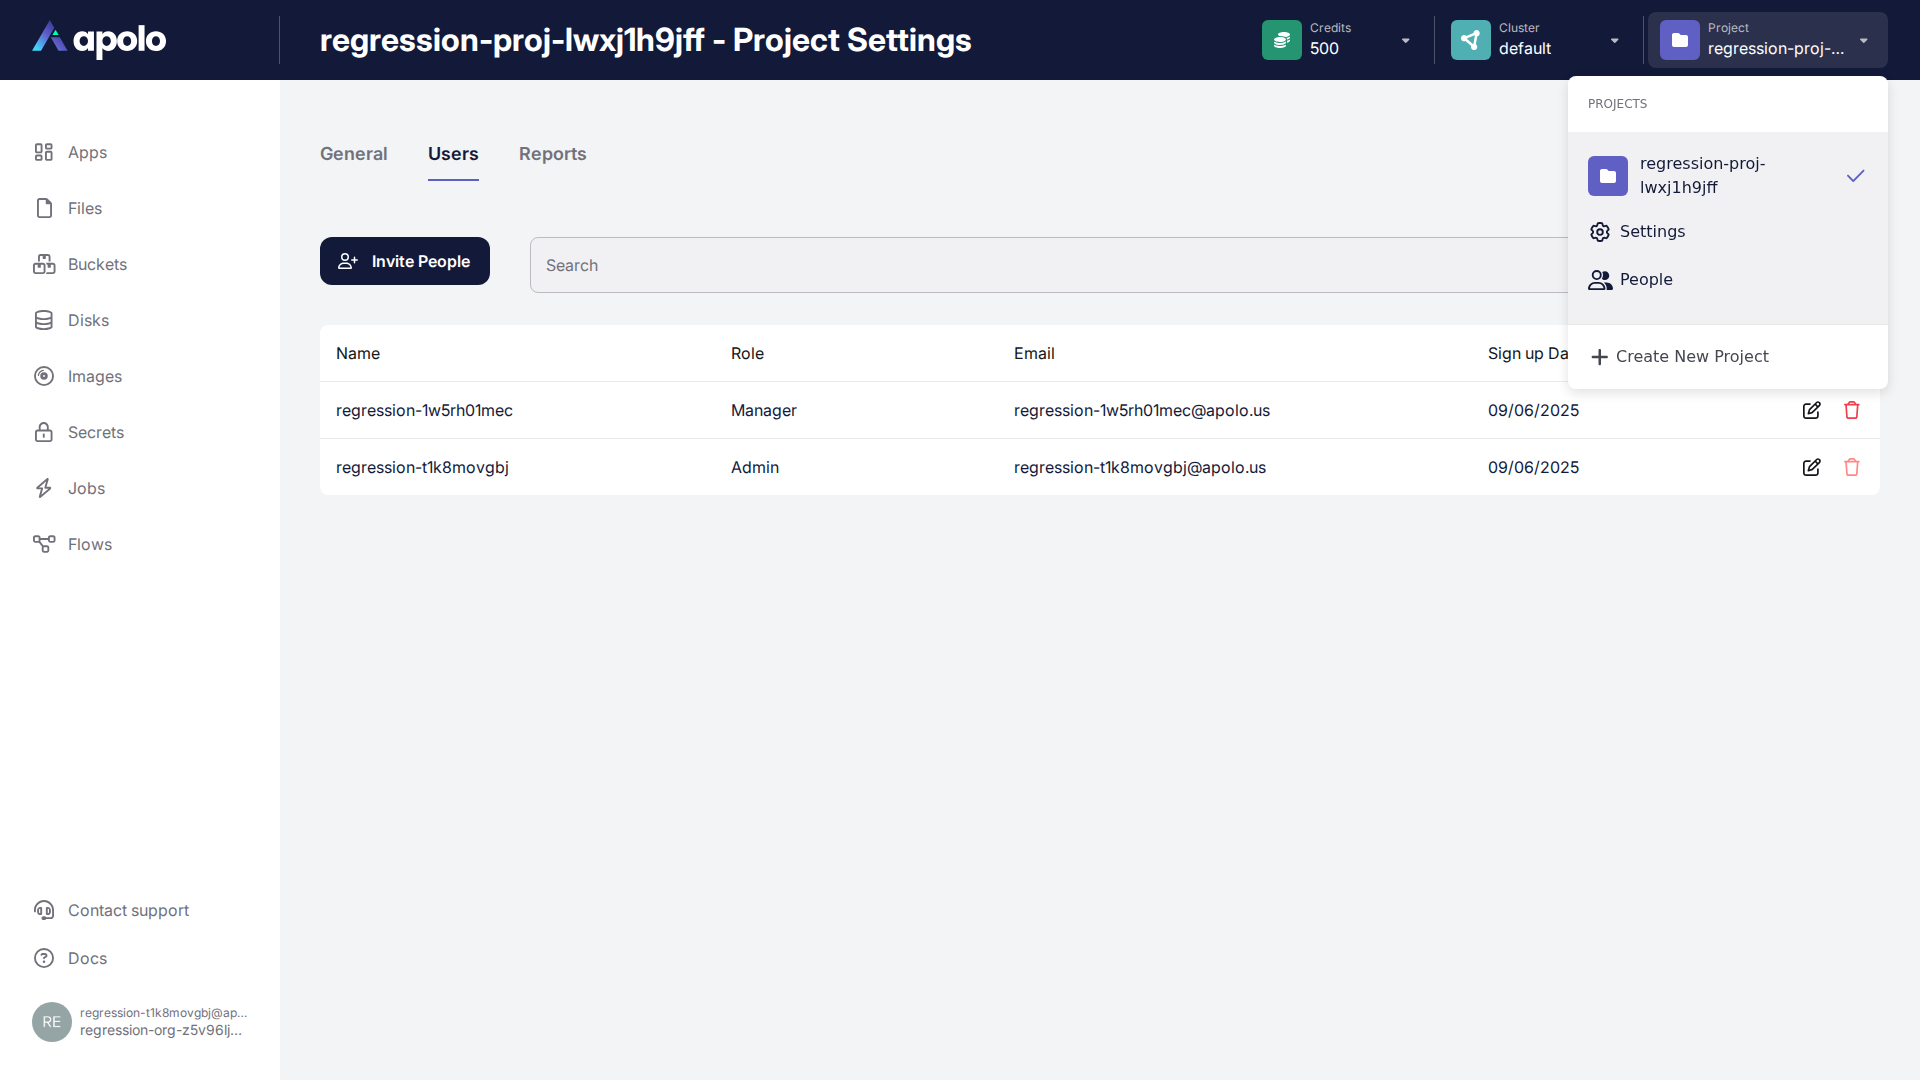 apolo
regression-proj-lwxj1h9jff - Project Settings
Credits
500
Cluster
default
Project
regression-proj-...
PROJECTS
regression-proj-
lwxj1h9jff
Settings
People
Create New Project
Apps
Files
Buckets
Disks
Images
Secrets
Jobs
Flows
General Users Reports
Invite People
Search
Name Role Email Sign up Da
regression-1w5rh01mec Manager regression-1w5rh01mec@apolo.us 09/06/2025
regression-t1k8movgbj Admin regression-t1k8movgbj@apolo.us 09/06/2025
Contact support
Docs
RE
regression-t1k8movgbj@ap...
regression-org-z5v96lj...